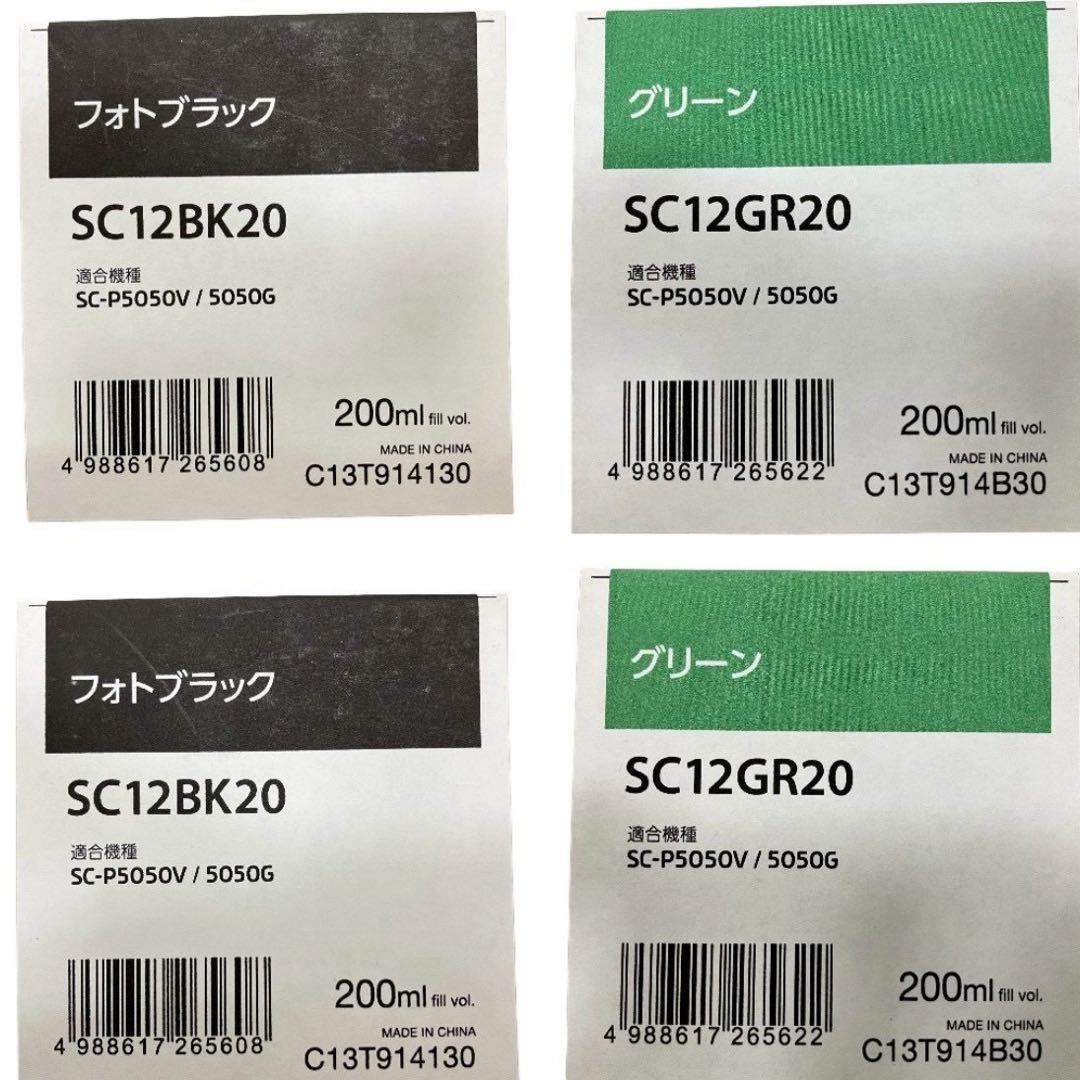 フォトブラック
SC12BK20
適合機種
SC-P5050V / 5050G
200ml fill vol.
MADE IN CHINA
4 988617 265608
C13T914130
グリーン
SC12GR20
適合機種
SC-P5050V / 5050G
200ml fill vol.
MADE IN CHINA
4 988617 265622
C13T914B30
フォトブラック
SC12BK20
適合機種
SC-P5050V / 5050G
200ml fill vol.
MADE IN CHINA
4 988617 265608
C13T914130
グリーン
SC12GR20
適合機種
SC-P5050V / 5050G
200ml fill vol.
MADE IN CHINA
4 988617 265622
C13T914B30